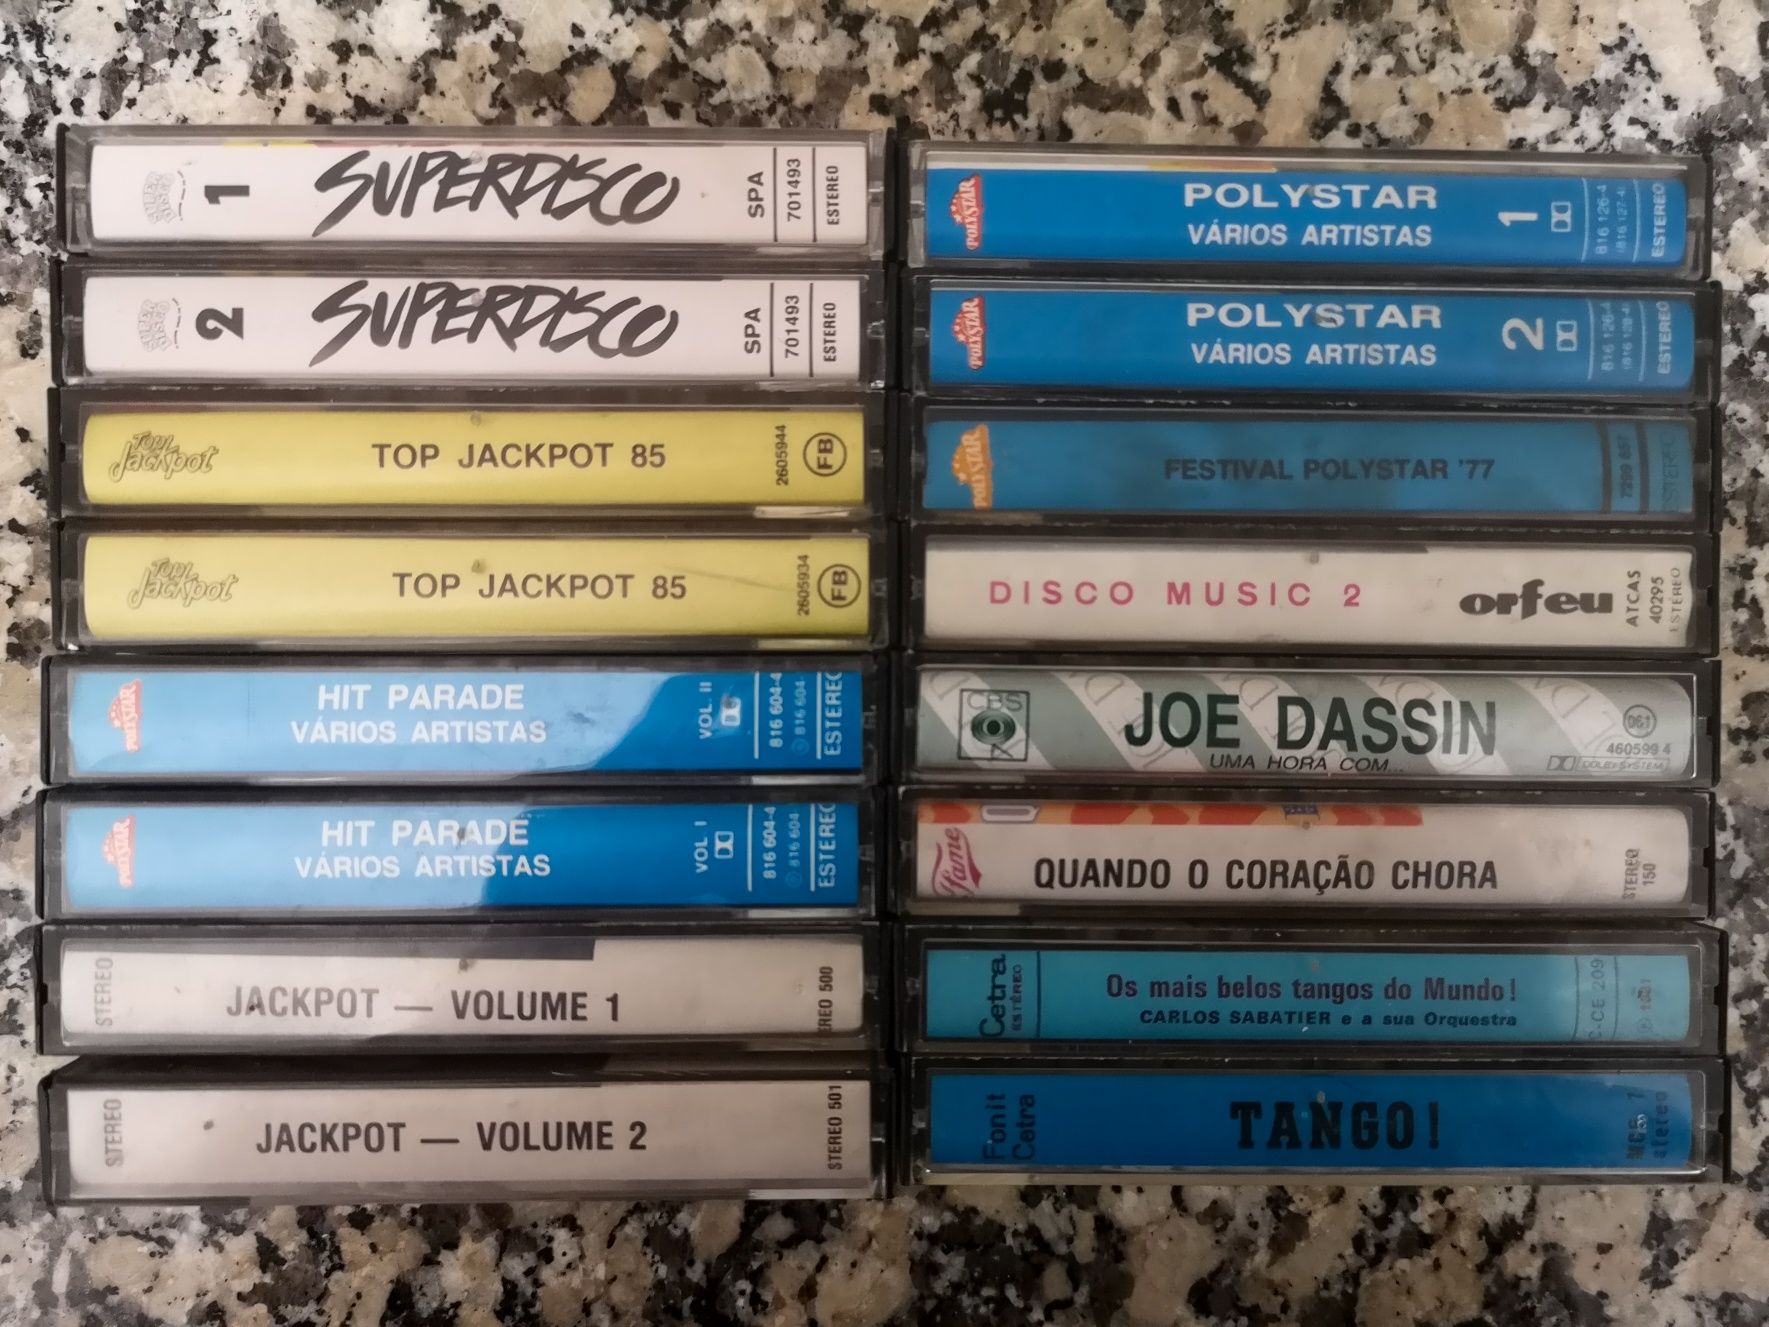 1
SUPERDISCO
SPA
701493
ESTEREO
2
SUPERDISCO
SPA
701493
ESTEREO
Top Jackpot
TOP JACKPOT 85
2605944
FB
Top Jackpot
TOP JACKPOT 85
2605934
FB
POLYSTAR
HIT PARADE
VÁRIOS ARTISTAS
VOL. II
816 604-4
816 604-
ESTEREO
POLYSTAR
HIT PARADE
VÁRIOS ARTISTAS
VOL. I
816 604-4
816 604
ESTEREO
STEREO
JACKPOT — VOLUME 1
EREO 500
STEREO
JACKPOT — VOLUME 2
STEREO 501
POLYSTAR
POLYSTAR
VÁRIOS ARTISTAS
1
816 126-4
(816 127-4)
ESTEREO
POLYSTAR
POLYSTAR
VÁRIOS ARTISTAS
2
816 126-4
ESTEREO
POLYSTAR
FESTIVAL POLYSTAR '77
ESTEREO
DISCO MUSIC 2
orfeu
ATCAS
40295
ESTÉREO
CBS
JOE DASSIN
UMA HORA COM...
460599 4
DOLBY SYSTEM
Fame
QUANDO O CORAÇÃO CHORA
STEREO
150
Cetra
ESTÉREO
Os mais belos tangos do Mundo!
CARLOS SABATIER e a sua Orquestra
C-CE 209
Fonit
Cetra
TANGO!
stereo